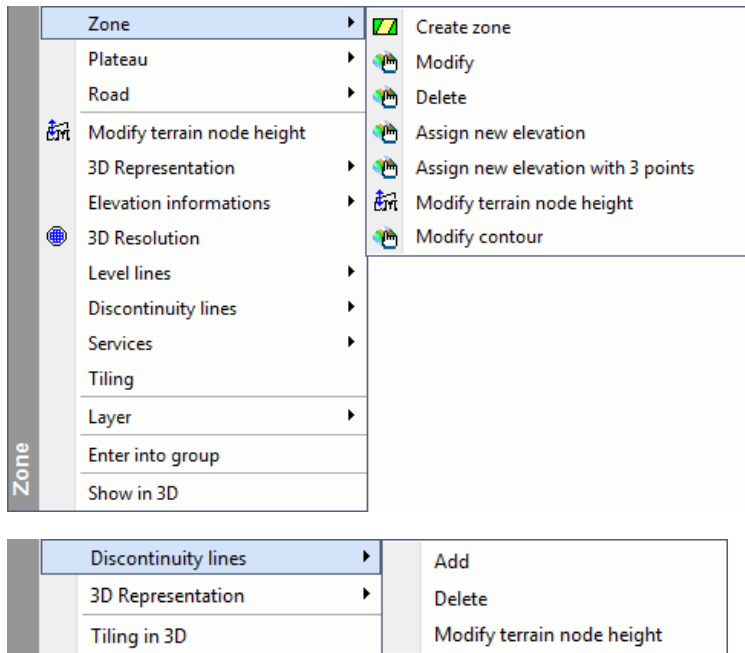 Zone
Plateau
Road
Modify terrain node height
3D Representation
Elevation informations
3D Resolution
Level lines
Discontinuity lines
Services
Tiling
Layer
Enter into group
Show in 3D
Zone
Create zone
Modify
Delete
Assign new elevation
Assign new elevation with 3 points
Modify terrain node height
Modify contour
Discontinuity lines
3D Representation
Tiling in 3D
Add
Delete
Modify terrain node height